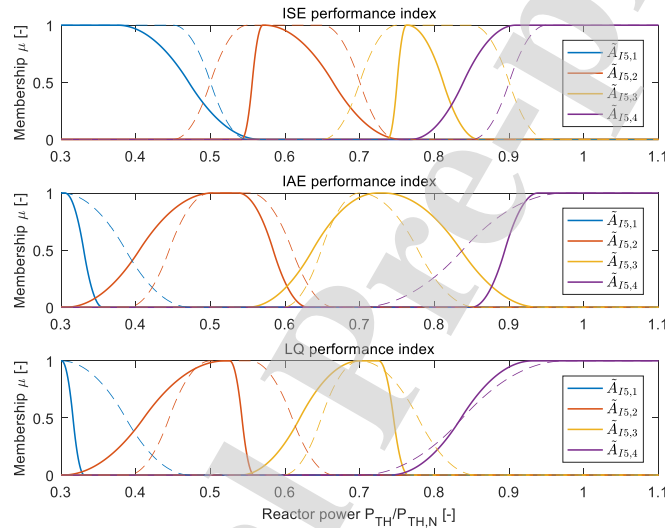 ISE performance index
Membership μ [-]
1
0.5
0
0.3 0.4 0.5 0.6 0.7 0.8 0.9 1 1.1
Ã_{I5,1}
Ã_{I5,2}
Ã_{I5,3}
Ã_{I5,4}
IAE performance index
Membership μ [-]
1
0.5
0
0.3 0.4 0.5 0.6 0.7 0.8 0.9 1 1.1
Ã_{I5,1}
Ã_{I5,2}
Ã_{I5,3}
Ã_{I5,4}
LQ performance index
Membership μ [-]
1
0.5
0
0.3 0.4 0.5 0.6 0.7 0.8 0.9 1 1.1
Ã_{I5,1}
Ã_{I5,2}
Ã_{I5,3}
Ã_{I5,4}
Reactor power P_{TH}/P_{TH,N} [-]
l Pre-p